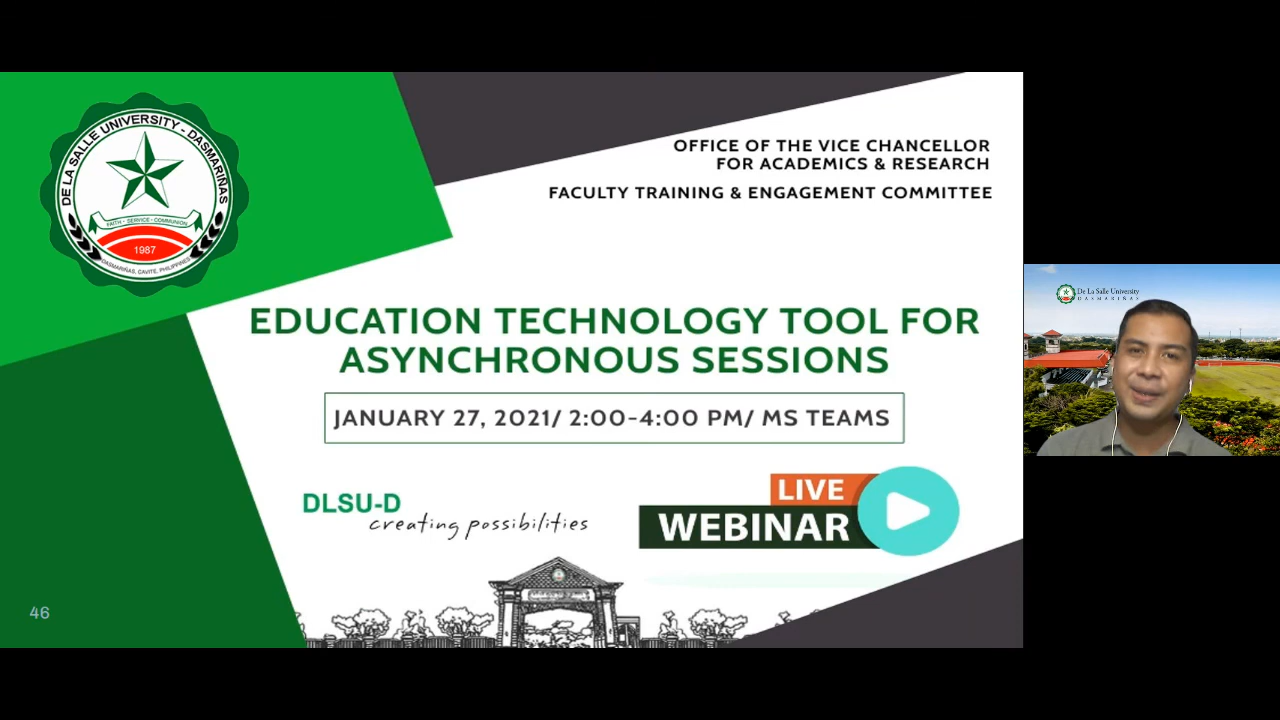 DE LA SALLE UNIVERSITY - DASMARIÑAS
FAITH • SERVICE • COMMUNION
1987
DASMARIÑAS, CAVITE, PHILIPPINES
OFFICE OF THE VICE CHANCELLOR
FOR ACADEMICS & RESEARCH
FACULTY TRAINING & ENGAGEMENT COMMITTEE
EDUCATION TECHNOLOGY TOOL FOR
ASYNCHRONOUS SESSIONS
JANUARY 27, 2021/ 2:00-4:00 PM/ MS TEAMS
DLSU-D
creating possibilities
LIVE
WEBINAR
46
De La Salle University
DASMARIÑAS